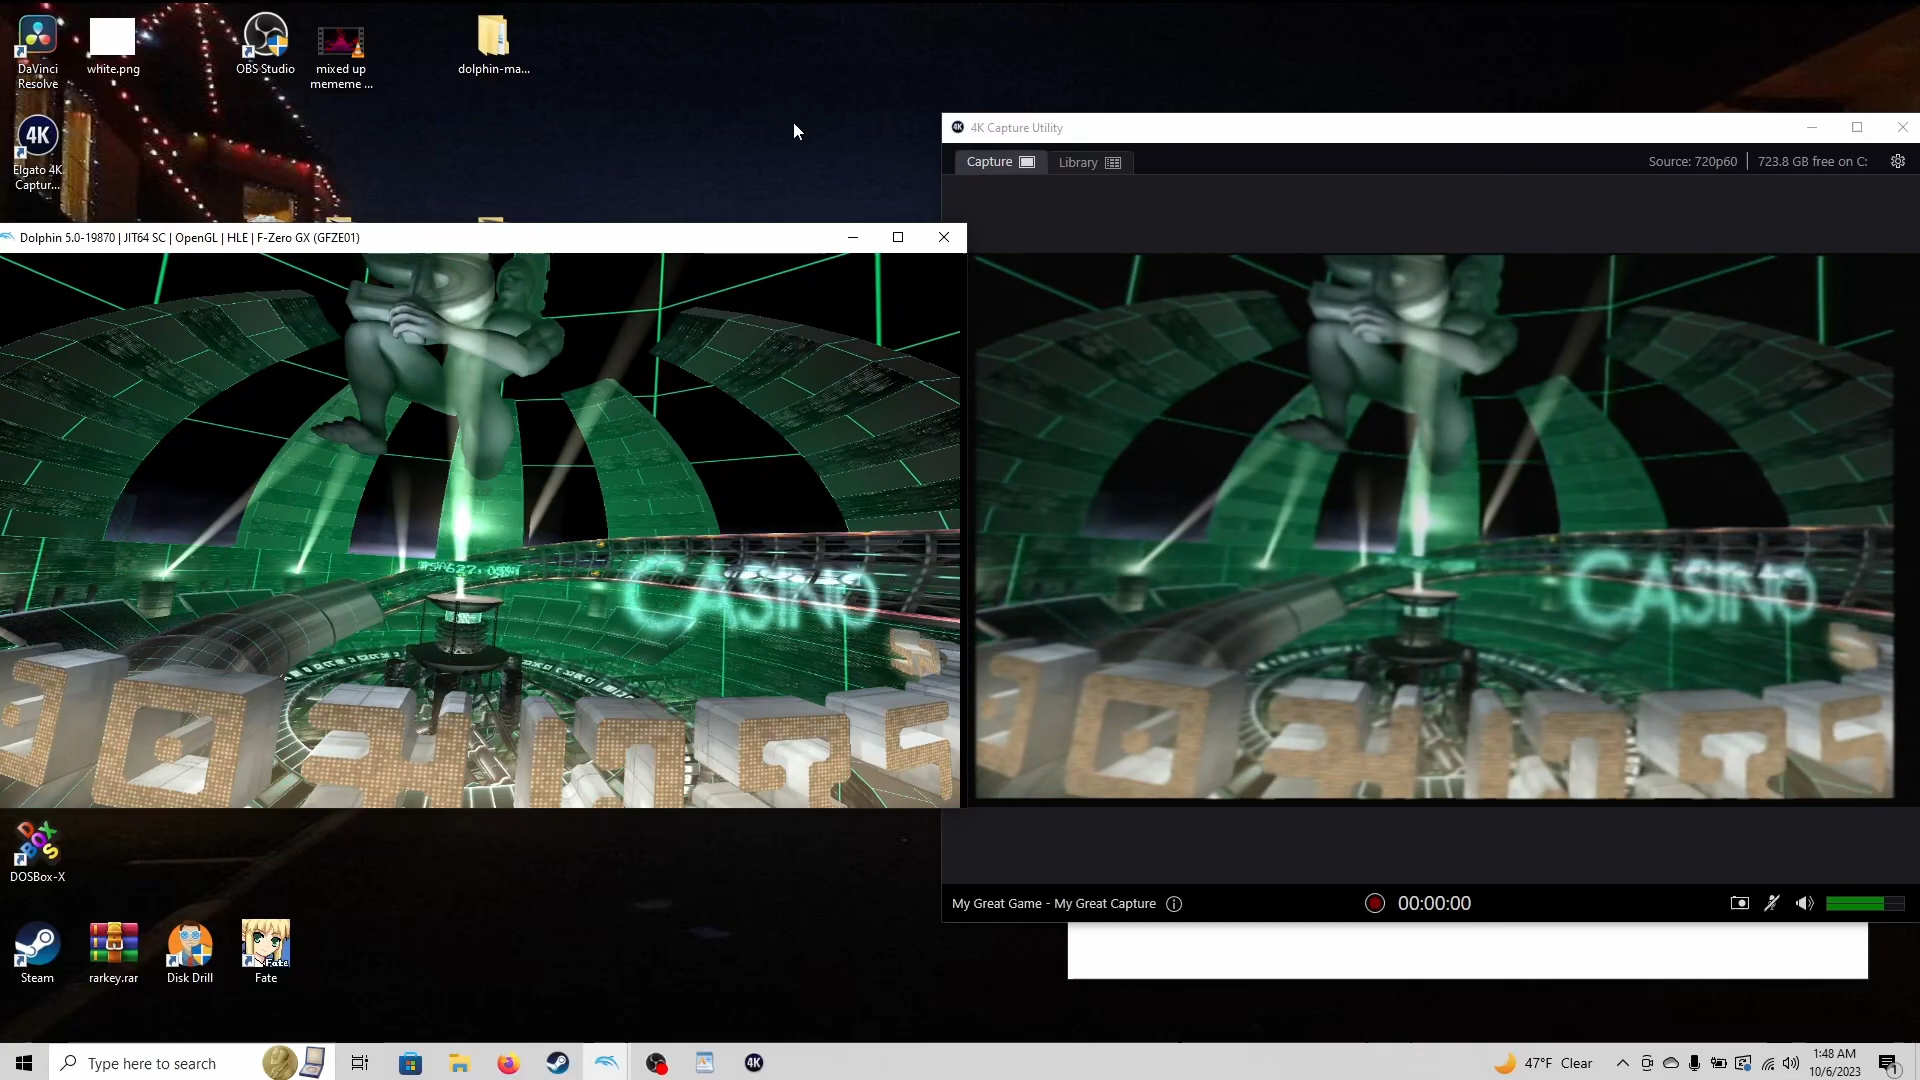 DaVinci
Resolve
white.png
OBS Studio
mixed up
mememe ...
dolphin-ma...
4K
Elgato 4K
Captur...
4K Capture Utility
Capture
Library
Source: 720p60
723.8 GB free on C:
Dolphin 5.0-19870 | JIT64 SC | OpenGL | HLE | F-Zero GX (GFZE01)
CASINO
CASINO
DOSBox-X
My Great Game - My Great Capture
00:00:00
Steam
rarkey.rar
Disk Drill
Fate
Fate
Type here to search
4K
47°F Clear
1:48 AM
10/6/2023
1